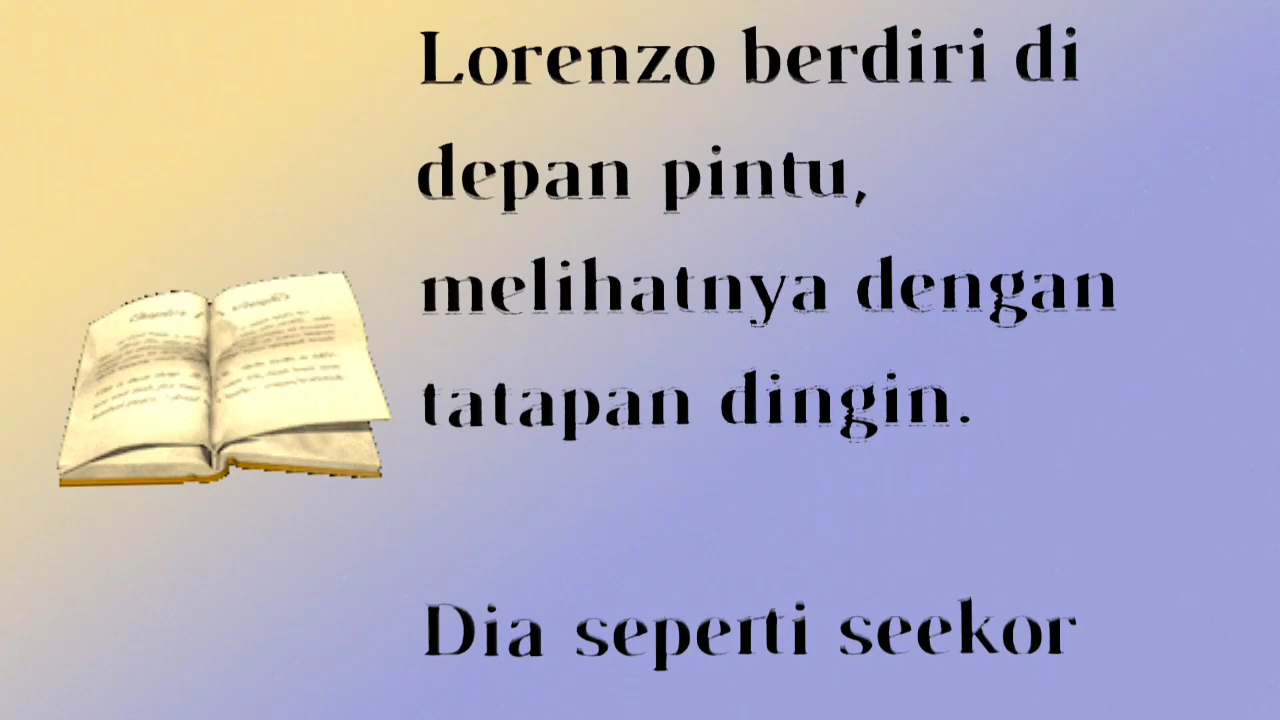 Lorenzo berdiri di
depan pintu,
melihatnya dengan
tatapan dingin.
Dia seperti seekor